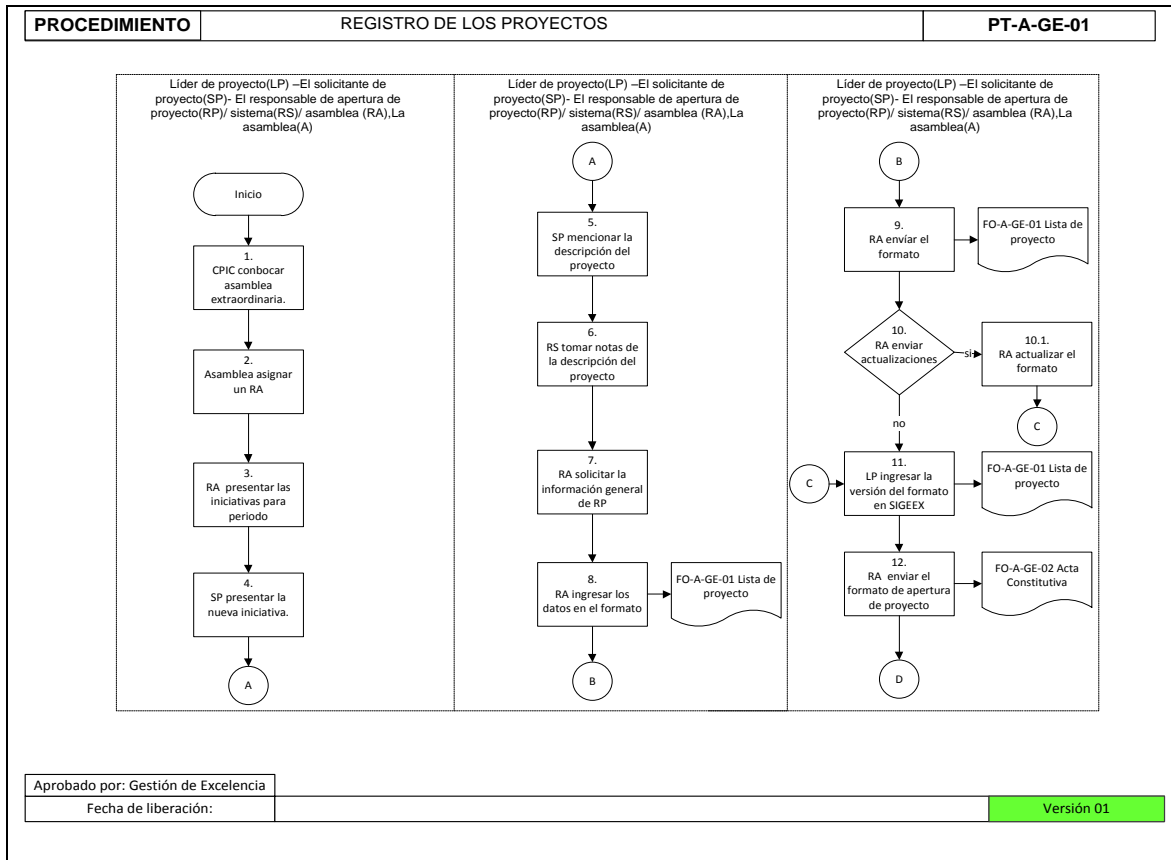 PROCEDIMIENTO
REGISTRO DE LOS PROYECTOS
PT-A-GE-01
Líder de proyecto(LP) –El solicitante de
proyecto(SP)- El responsable de apertura de
proyecto(RP)/ sistema(RS)/ asamblea (RA),La
asamblea(A)
Inicio
1.
CPIC conbocar
asamblea
extraordinaria.
2.
Asamblea asignar
un RA
3.
RA presentar las
iniciativas para
periodo
4.
SP presentar la
nueva iniciativa.
A
Líder de proyecto(LP) –El solicitante de
proyecto(SP)- El responsable de apertura de
proyecto(RP)/ sistema(RS)/ asamblea (RA),La
asamblea(A)
A
5.
SP mencionar la
descripción del
proyecto
6.
RS tomar notas de
la descripción del
proyecto
7.
RA solicitar la
información general
de RP
8.
RA ingresar los
datos en el formato
FO-A-GE-01 Lista de
proyecto
B
Líder de proyecto(LP) –El solicitante de
proyecto(SP)- El responsable de apertura de
proyecto(RP)/ sistema(RS)/ asamblea (RA),La
asamblea(A)
B
9.
RA envíar el
formato
FO-A-GE-01 Lista de
proyecto
10.
RA enviar
actualizaciones
si
10.1.
RA actualizar el
formato
C
no
C
11.
LP ingresar la
versión del formato
en SIGEEX
FO-A-GE-01 Lista de
proyecto
12.
RA enviar el
formato de apertura
de proyecto
FO-A-GE-02 Acta
Constitutiva
D
Aprobado por: Gestión de Excelencia
Fecha de liberación:
Versión 01